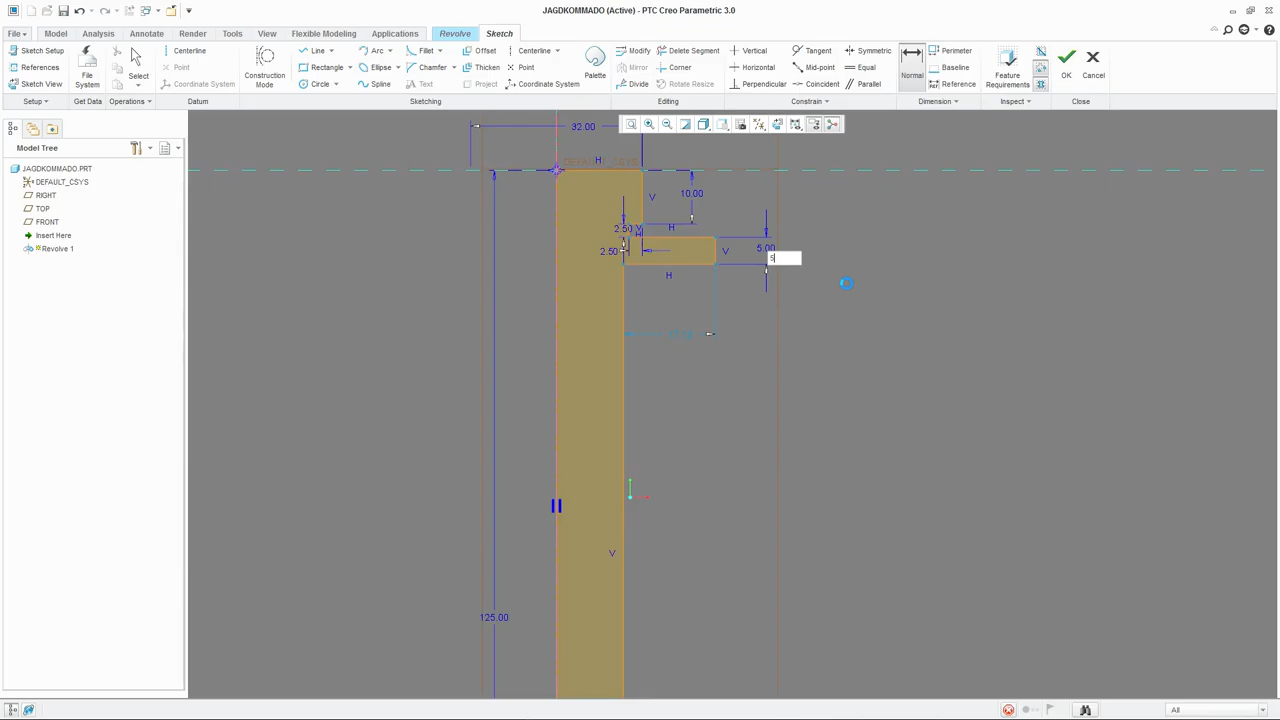 JAGDKOMMADO (Active) - PTC Creo Parametric 3.0
File Model Analysis Annotate Render Tools View Flexible Modeling Applications Revolve Sketch
Sketch Setup
References
Sketch View
File System
Select
Centerline
Point
Coordinate System
Construction Mode
Line Arc Fillet Offset Centerline
Rectangle Ellipse Chamfer Thicken Point
Circle Spline Text Project Coordinate System
Palette
Modify Delete Segment
Mirror Corner
Divide Rotate Resize
Vertical Tangent Symmetric
Horizontal Mid-point Equal
Perpendicular Coincident Parallel
Normal
Perimeter
Baseline
Reference
Feature Requirements
OK
Cancel
Setup Get Data Operations Datum Sketching Editing Constrain Dimension Inspect Close
Model Tree
JAGDKOMMADO.PRT
DEFAULT_CSYS
RIGHT
TOP
FRONT
Insert Here
Revolve 1
32.00
DEFAULT_CSYS
H
V
10.00
2.50 V
H
H
2.50
V
5.00
5
H
V
125.00
All